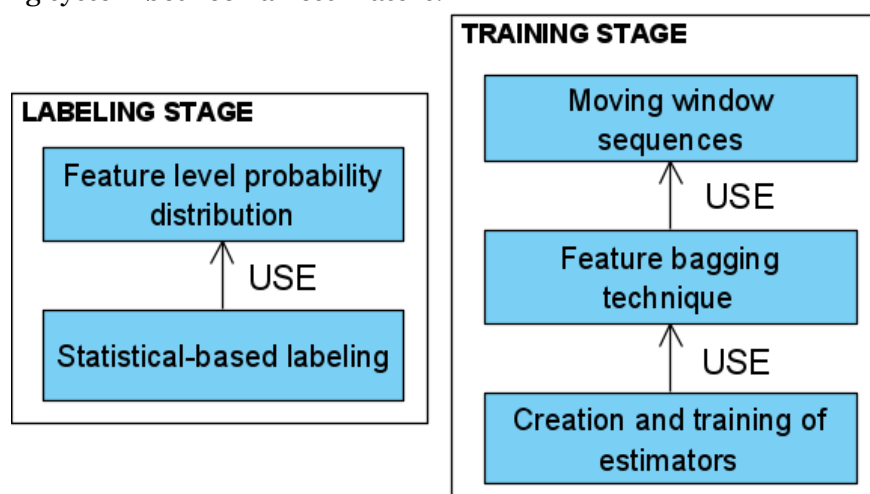 LABELING STAGE
Feature level probability
distribution
USE
Statistical-based labeling
TRAINING STAGE
Moving window
sequences
USE
Feature bagging
technique
USE
Creation and training of
estimators